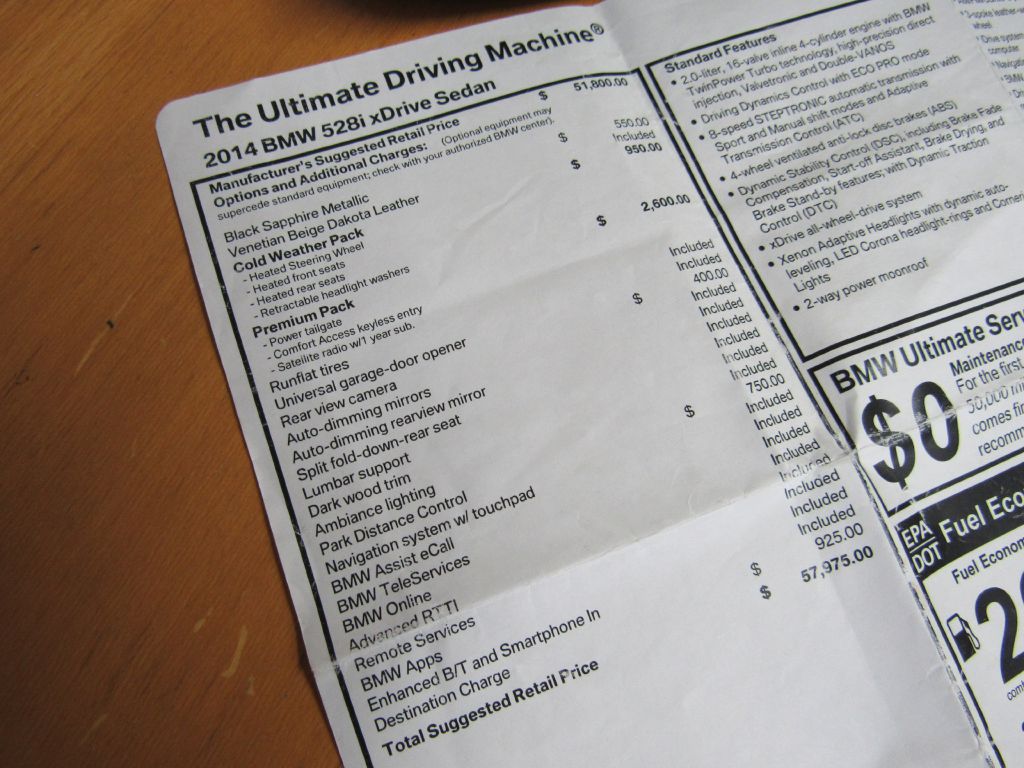 The Ultimate Driving Machine®
2014 BMW 528i xDrive Sedan
Manufacturer's Suggested Retail Price $ 51,800.00
Options and Additional Charges: (Optional equipment may
supercede standard equipment; check with your authorized BMW center).
Black Sapphire Metallic $ 550.00
Venetian Beige Dakota Leather Included
Cold Weather Pack $ 950.00
- Heated Steering Wheel
- Heated front seats
- Heated rear seats
- Retractable headlight washers
Premium Pack $ 2,600.00
- Power tailgate
- Comfort Access keyless entry
- Satellite radio w/1 year sub.
Runflat tires Included
Universal garage-door opener Included
Rear view camera $ 400.00
Auto-dimming mirrors Included
Auto-dimming rearview mirror Included
Split fold-down-rear seat Included
Lumbar support Included
Dark wood trim Included
Ambiance lighting Included
Park Distance Control $ 750.00
Navigation system w/ touchpad Included
BMW Assist eCall Included
BMW TeleServices Included
BMW Online Included
Advanced RTTI Included
Remote Services Included
BMW Apps Included
Enhanced B/T and Smartphone In Included
Destination Charge $ 925.00
Total Suggested Retail Price $ 57,975.00
Standard Features
• 2.0-liter, 16-valve inline 4-cylinder engine with BMW
TwinPower Turbo technology, high-precision direct
injection, Valvetronic and Double-VANOS
• Driving Dynamics Control with ECO PRO mode
• 8-speed STEPTRONIC automatic transmission with
Sport and Manual shift modes and Adaptive
Transmission Control (ATC)
• 4-wheel ventilated anti-lock disc brakes (ABS)
• Dynamic Stability Control (DSC), including Brake Fade
Compensation, Start-off Assistant, Brake Drying, and
Brake Stand-by features; with Dynamic Traction
Control (DTC)
• xDrive all-wheel-drive system
• Xenon Adaptive Headlights with dynamic auto-
leveling, LED Corona headlight-rings and
Lights
• 2-way power moonroof
BMW Ultimate
$0
Maintenance
For the first
50,000
comes
EPA
DOT
Fuel
Fuel
2